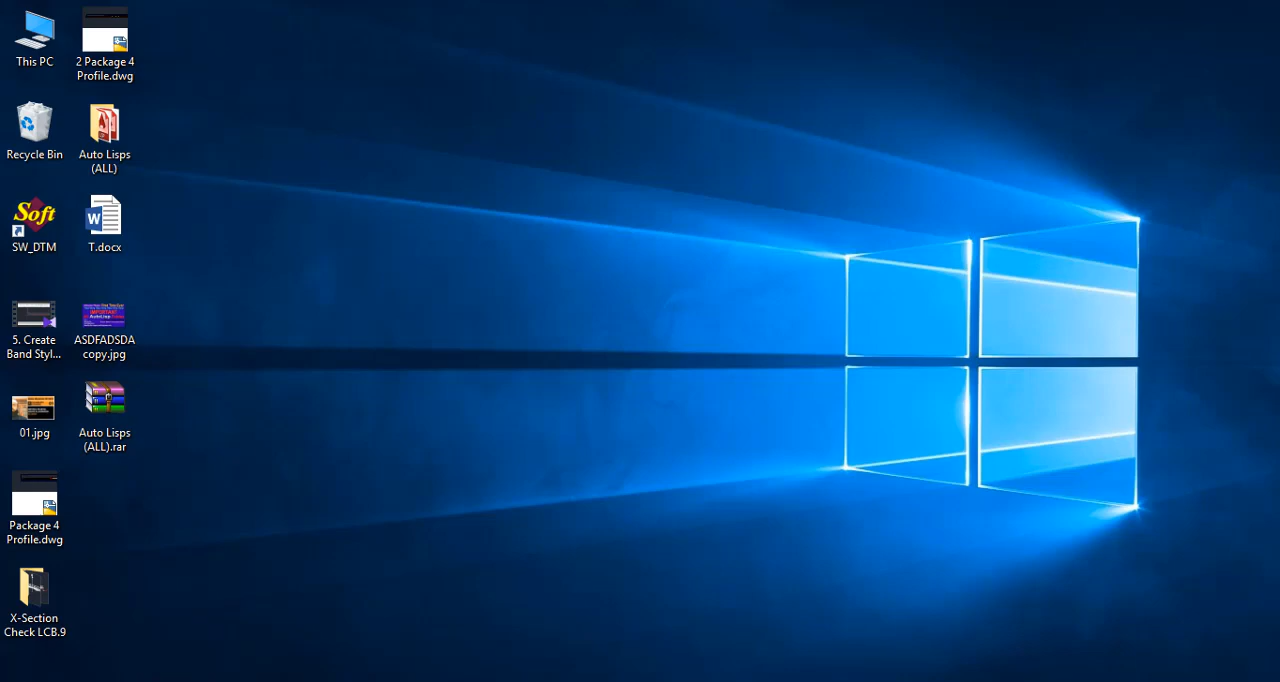 This PC
2 Package 4
Profile.dwg
Recycle Bin
Auto Lisps
(ALL)
Soft
SW_DTM
W
T.docx
5. Create
Band Styl...
IMPORTANT
ASDFADSDA
copy.jpg
01.jpg
Auto Lisps
(ALL).rar
Package 4
Profile.dwg
X-Section
Check LCB.9